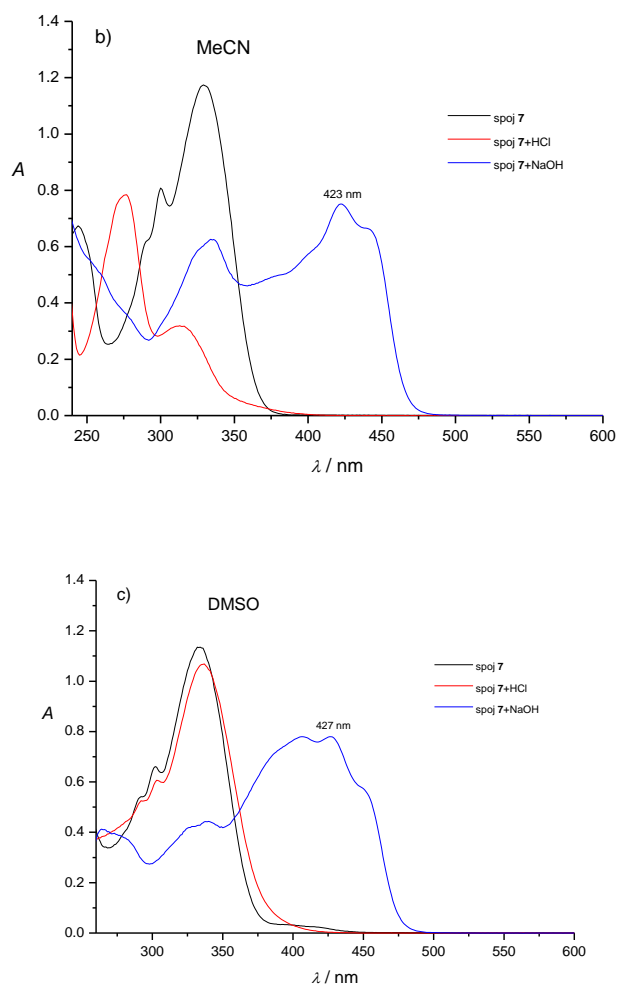 b)
MeCN
1.4
1.2
1.0
0.8
0.6
0.4
0.2
0.0
A
spoj 7
spoj 7+HCl
spoj 7+NaOH
423 nm
250 300 350 400 450 500 550 600
λ / nm
c)
DMSO
1.4
1.2
1.0
0.8
0.6
0.4
0.2
0.0
A
spoj 7
spoj 7+HCl
spoj 7+NaOH
427 nm
300 350 400 450 500 550 600
λ / nm